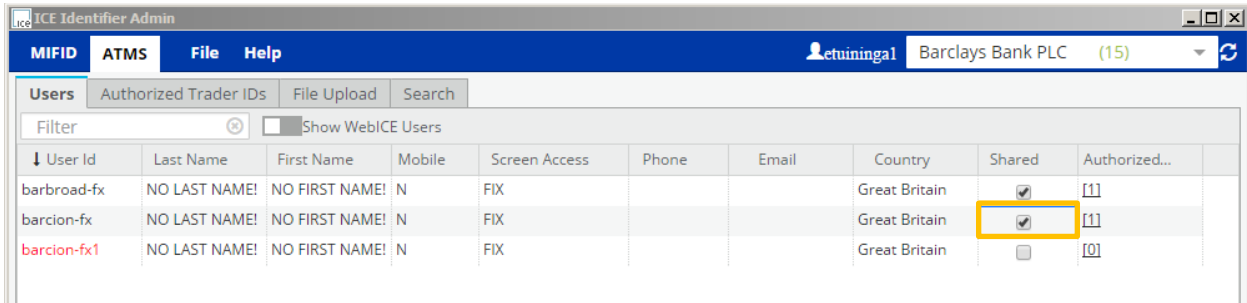 ICE ICE Identifier Admin
MIFID ATMS File Help etuininga1 Barclays Bank PLC (15)
Users Authorized Trader IDs File Upload Search
Filter Show WebICE Users
User Id Last Name First Name Mobile Screen Access Phone Email Country Shared Authorized...
barbroad-fx NO LAST NAME! NO FIRST NAME! N FIX Great Britain [1]
barcion-fx NO LAST NAME! NO FIRST NAME! N FIX Great Britain [1]
barcion-fx1 NO LAST NAME! NO FIRST NAME! N FIX Great Britain [0]